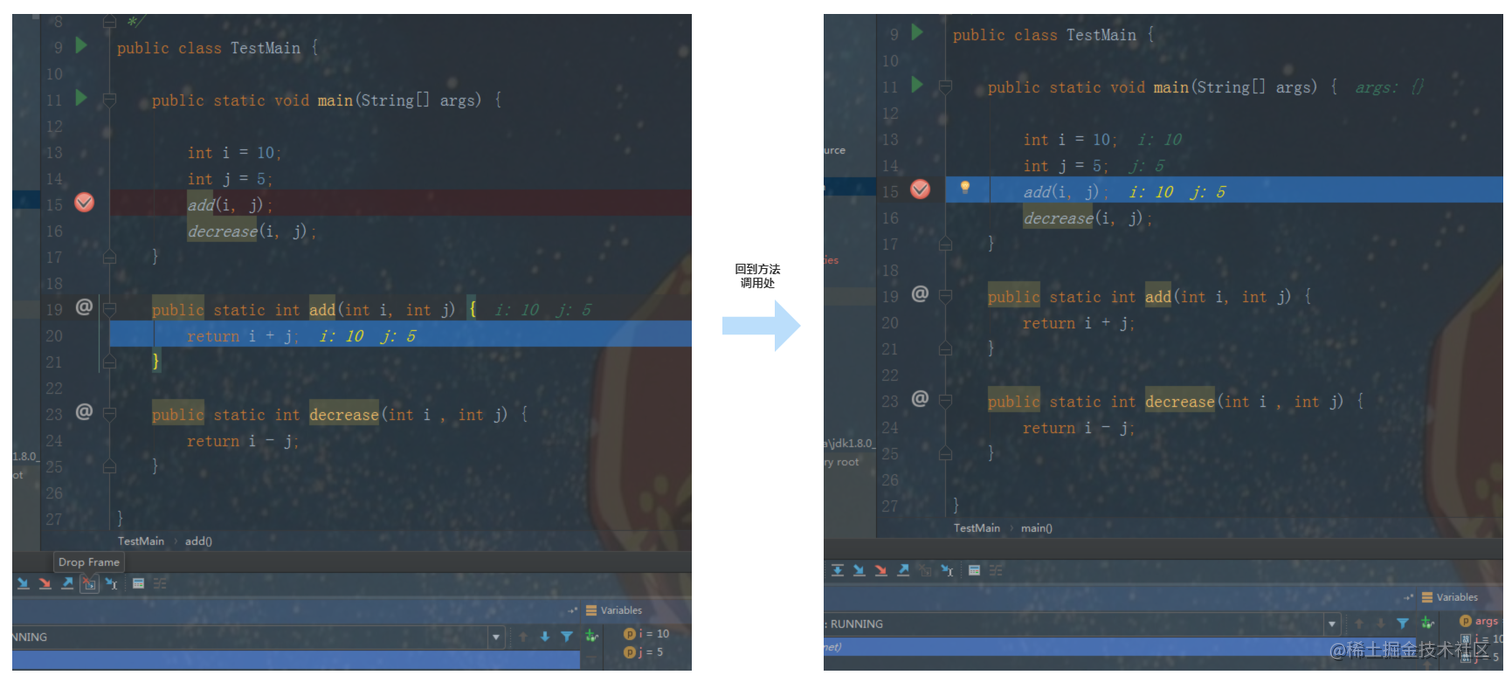 8 */
9 public class TestMain {
10
11 public static void main(String[] args) {
12
13 int i = 10;
14 int j = 5;
15 add(i, j);
16 decrease(i, j);
17 }
18
19 @ public static int add(int i, int j) { i: 10 j: 5
20 return i + j; i: 10 j: 5
21 }
22
23 @ public static int decrease(int i , int j) {
24 return i - j;
25 }
26
27 }
1.8.0_
ot
TestMain › add()
Drop Frame
Variables
NNING
i = 10
j = 5
回到方法
调用处
9 public class TestMain {
10
11 public static void main(String[] args) { args: {}
12
13 int i = 10; i: 10
14 int j = 5; j: 5
15 add(i, j); i: 10 j: 5
16 decrease(i, j);
17 }
18
19 @ public static int add(int i, int j) {
20 return i + j;
21 }
22
23 @ public static int decrease(int i , int j) {
24 return i - j;
25 }
26
27 }
urce
ies
a\jdk1.8.0_
ry root
TestMain › main()
Variables
: RUNNING
args
net)
i = 10
j = 5
@稀土掘金技术社区